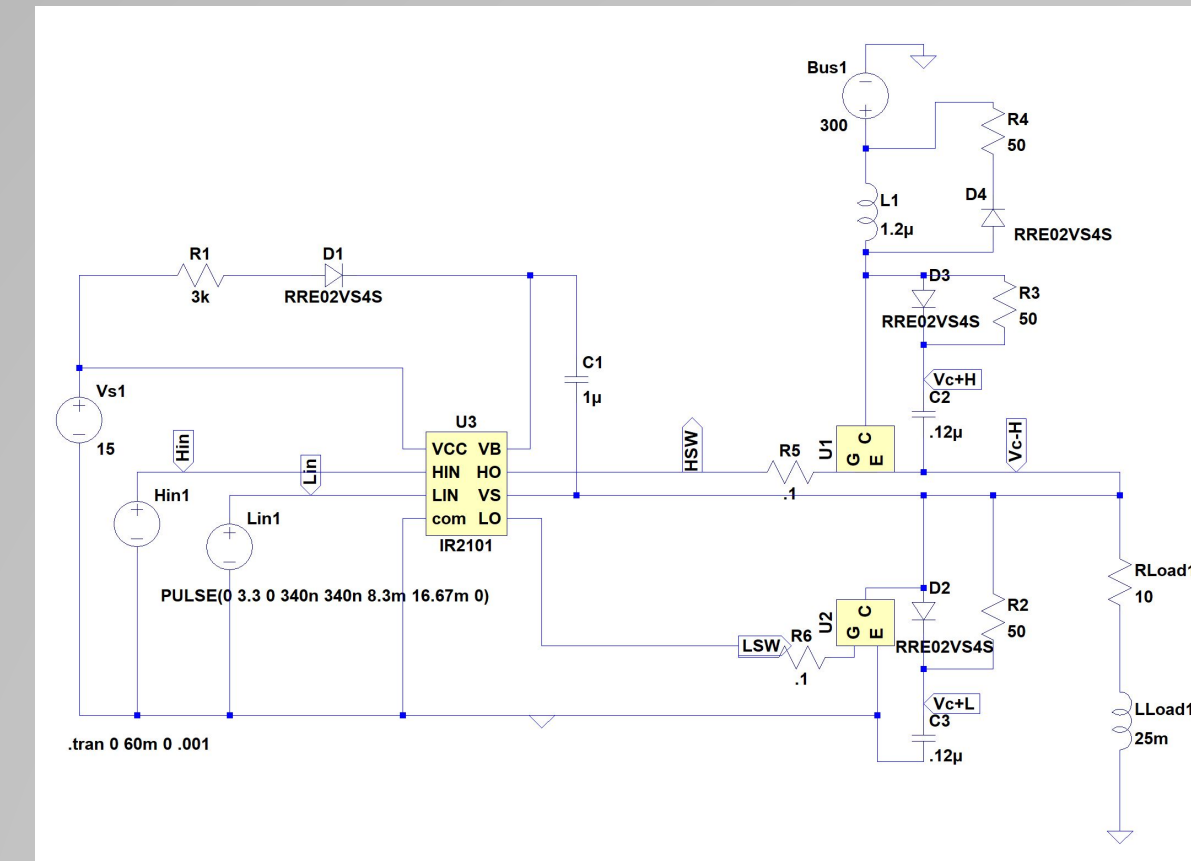 Bus1
300
R4
50
L1
1.2µ
D4
RRE02VS4S
R1
3k
D1
RRE02VS4S
D3
RRE02VS4S
R3
50
C1
1µ
Vs1
15
Vc+H
C2
.12µ
U3
VCC VB
HIN HO
LIN VS
com LO
IR2101
Hin
Lin
HSW
R5
.1
U1
G C E
Vc-H
Hin1
Lin1
PULSE(0 3.3 0 340n 340n 8.3m 16.67m 0)
LSW
R6
.1
U2
G C E
D2
RRE02VS4S
R2
50
RLoad1
10
Vc+L
C3
.12µ
LLoad1
25m
.tran 0 60m 0 .001